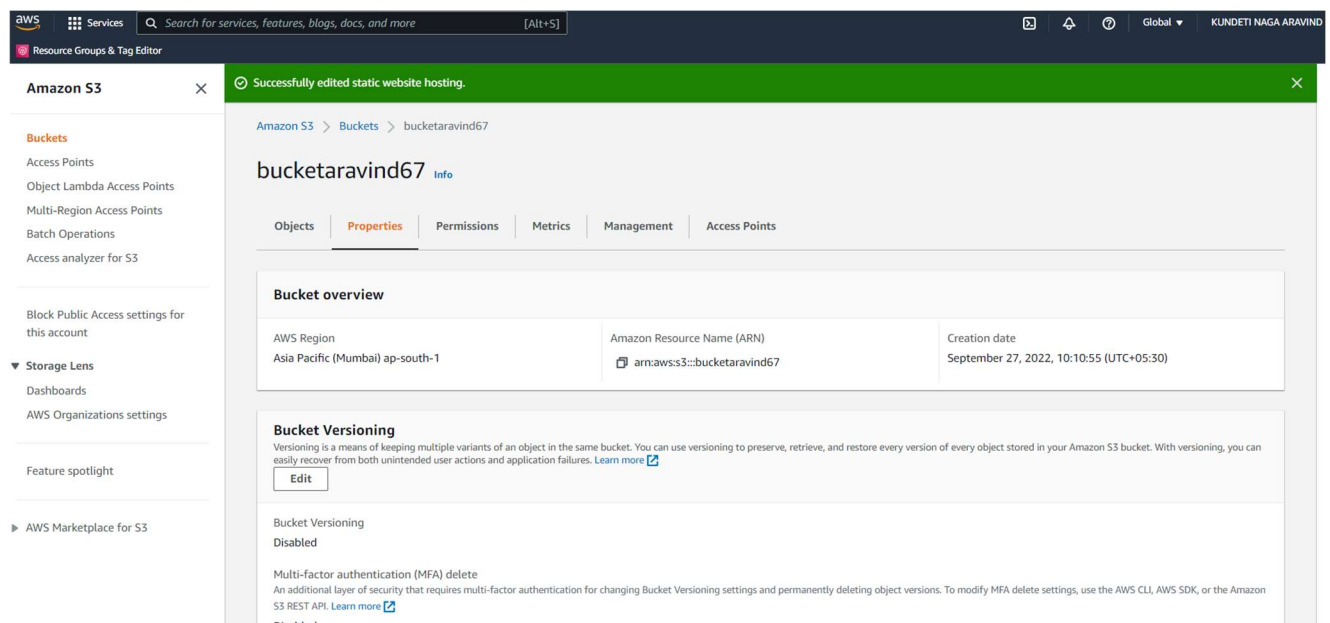 aws
Services
Search for services, features, blogs, docs, and more
[Alt+S]
Global
KUNDETI NAGA ARAVIND
Resource Groups & Tag Editor
Amazon S3
Successfully edited static website hosting.
Buckets
Access Points
Object Lambda Access Points
Multi-Region Access Points
Batch Operations
Access analyzer for S3
Block Public Access settings for
this account
Storage Lens
Dashboards
AWS Organizations settings
Feature spotlight
AWS Marketplace for S3
Amazon S3 > Buckets > bucketaravind67
bucketaravind67 Info
Objects
Properties
Permissions
Metrics
Management
Access Points
Bucket overview
AWS Region
Asia Pacific (Mumbai) ap-south-1
Amazon Resource Name (ARN)
arn:aws:s3:::bucketaravind67
Creation date
September 27, 2022, 10:10:55 (UTC+05:30)
Bucket Versioning
Versioning is a means of keeping multiple variants of an object in the same bucket. You can use versioning to preserve, retrieve, and restore every version of every object stored in your Amazon S3 bucket. With versioning, you can
easily recover from both unintended user actions and application failures. Learn more
Edit
Bucket Versioning
Disabled
Multi-factor authentication (MFA) delete
An additional layer of security that requires multi-factor authentication for changing Bucket Versioning settings and permanently deleting object versions. To modify MFA delete settings, use the AWS CLI, AWS SDK, or the Amazon
S3 REST API. Learn more